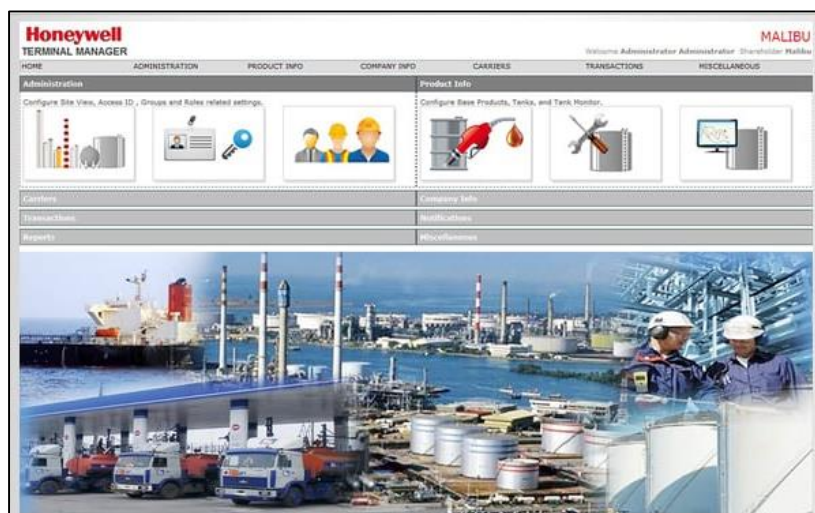 Honeywell
MALIBU
TERMINAL MANAGER
Welcome Administrator Administrator Shareholder Malibu
HOME ADMINISTRATION PRODUCT INFO COMPANY INFO CARRIERS TRANSACTIONS MISCELLANEOUS
Administration
Configure Site View, Access ID , Groups and Roles related settings.
Product Info
Configure Base Products, Tanks, and Tank Monitor.
Carriers
Company Info
Transactions
Notifications
Reports
Miscellaneous